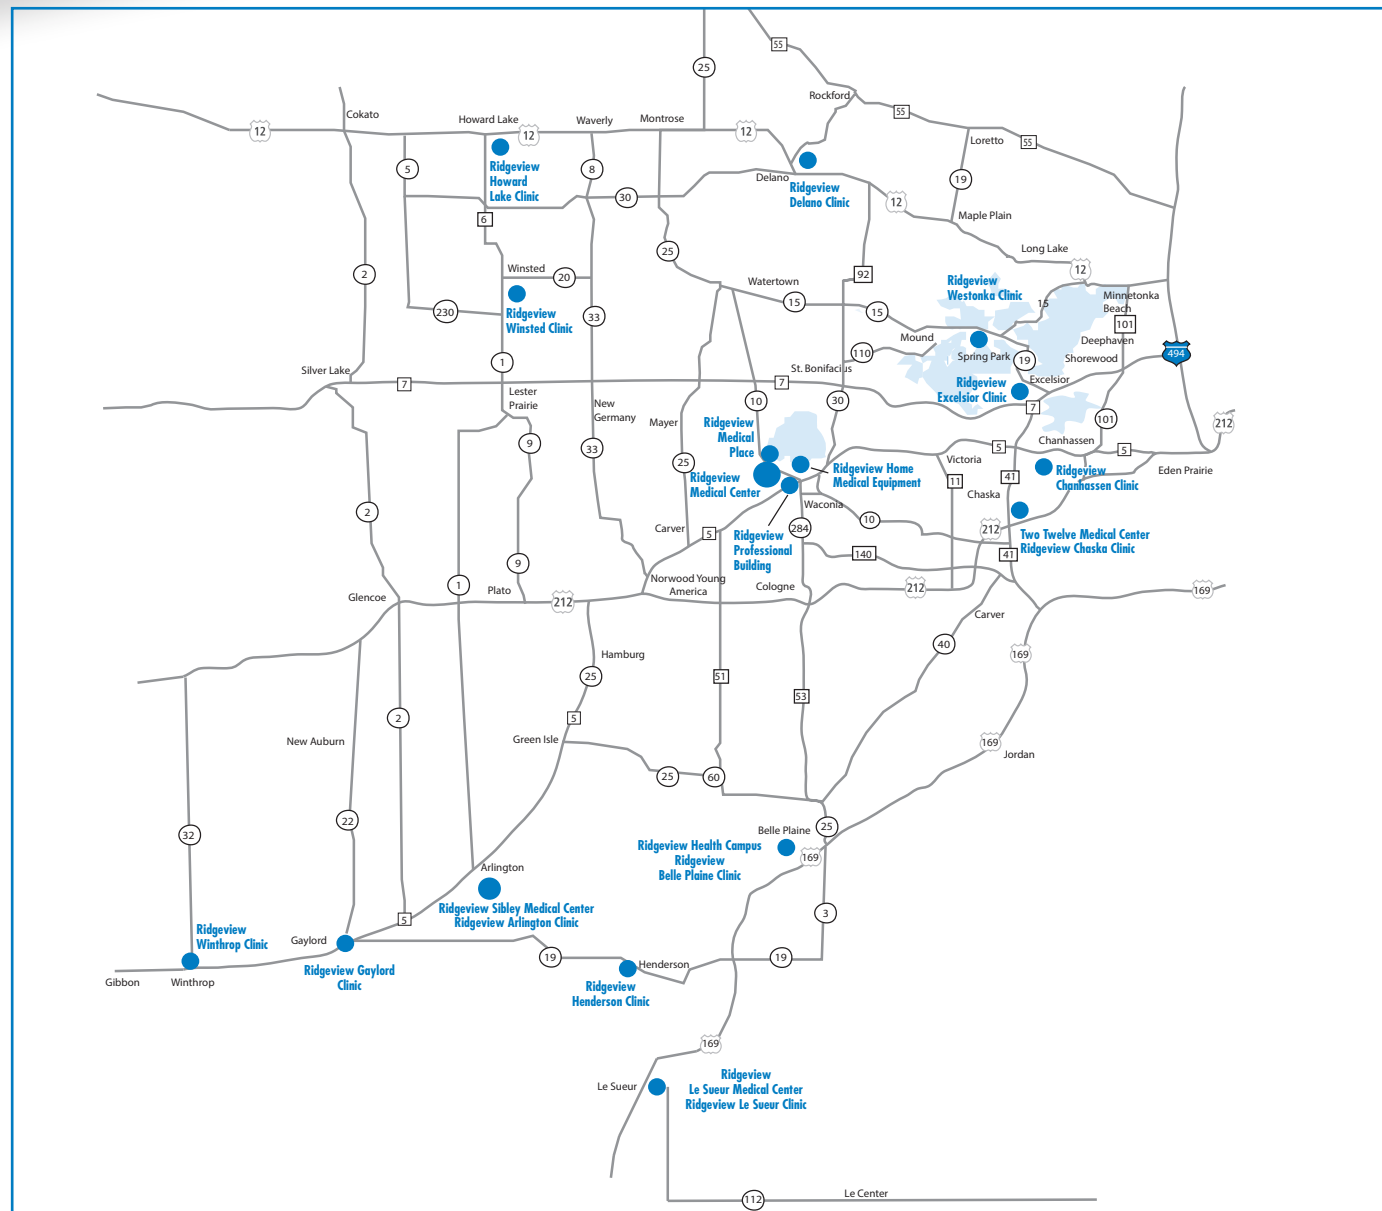 55
25
Rockford
55
Cokato
Howard Lake
Waverly
Montrose
12
12
12
Loretto
55
Ridgeview
Howard
Lake Clinic
5
8
30
Delano
Ridgeview
Delano Clinic
19
12
Maple Plain
6
25
Long Lake
2
Winsted
20
92
12
Watertown
15
15
Ridgeview
Westonka Clinic
15
Minnetonka
Beach
101
230
Ridgeview
Winsted Clinic
33
Mound
Deephaven
110
Spring Park
19
Shorewood
494
1
Silver Lake
7
7
St. Bonifacius
Excelsior
Ridgeview
Excelsior Clinic
7
Lester
Prairie
New
Germany
10
30
Mayer
Ridgeview
Medical
Place
101
212
9
33
25
Chanhassen
5
5
Victoria
Eden Prairie
Ridgeview
Medical Center
Ridgeview Home
Medical Equipment
11
41
Ridgeview
Chanhassen Clinic
Chaska
2
Waconia
10
Carver
5
284
212
Two Twelve Medical Center
Ridgeview Chaska Clinic
Ridgeview
Professional
Building
140
41
9
1
Plato
Norwood Young
America
Cologne
212
169
Glencoe
212
Carver
40
169
Hamburg
25
51
53
2
5
New Auburn
Green Isle
169
Jordan
25
60
22
32
Belle Plaine
25
Ridgeview Health Campus
Ridgeview
Belle Plaine Clinic
169
Arlington
Ridgeview Sibley Medical Center
Ridgeview Arlington Clinic
5
3
Ridgeview
Winthrop Clinic
Gaylord
19
19
Henderson
Gibbon
Winthrop
Ridgeview Gaylord
Clinic
Ridgeview
Henderson Clinic
169
Le Sueur
Ridgeview
Le Sueur Medical Center
Ridgeview Le Sueur Clinic
112
Le Center